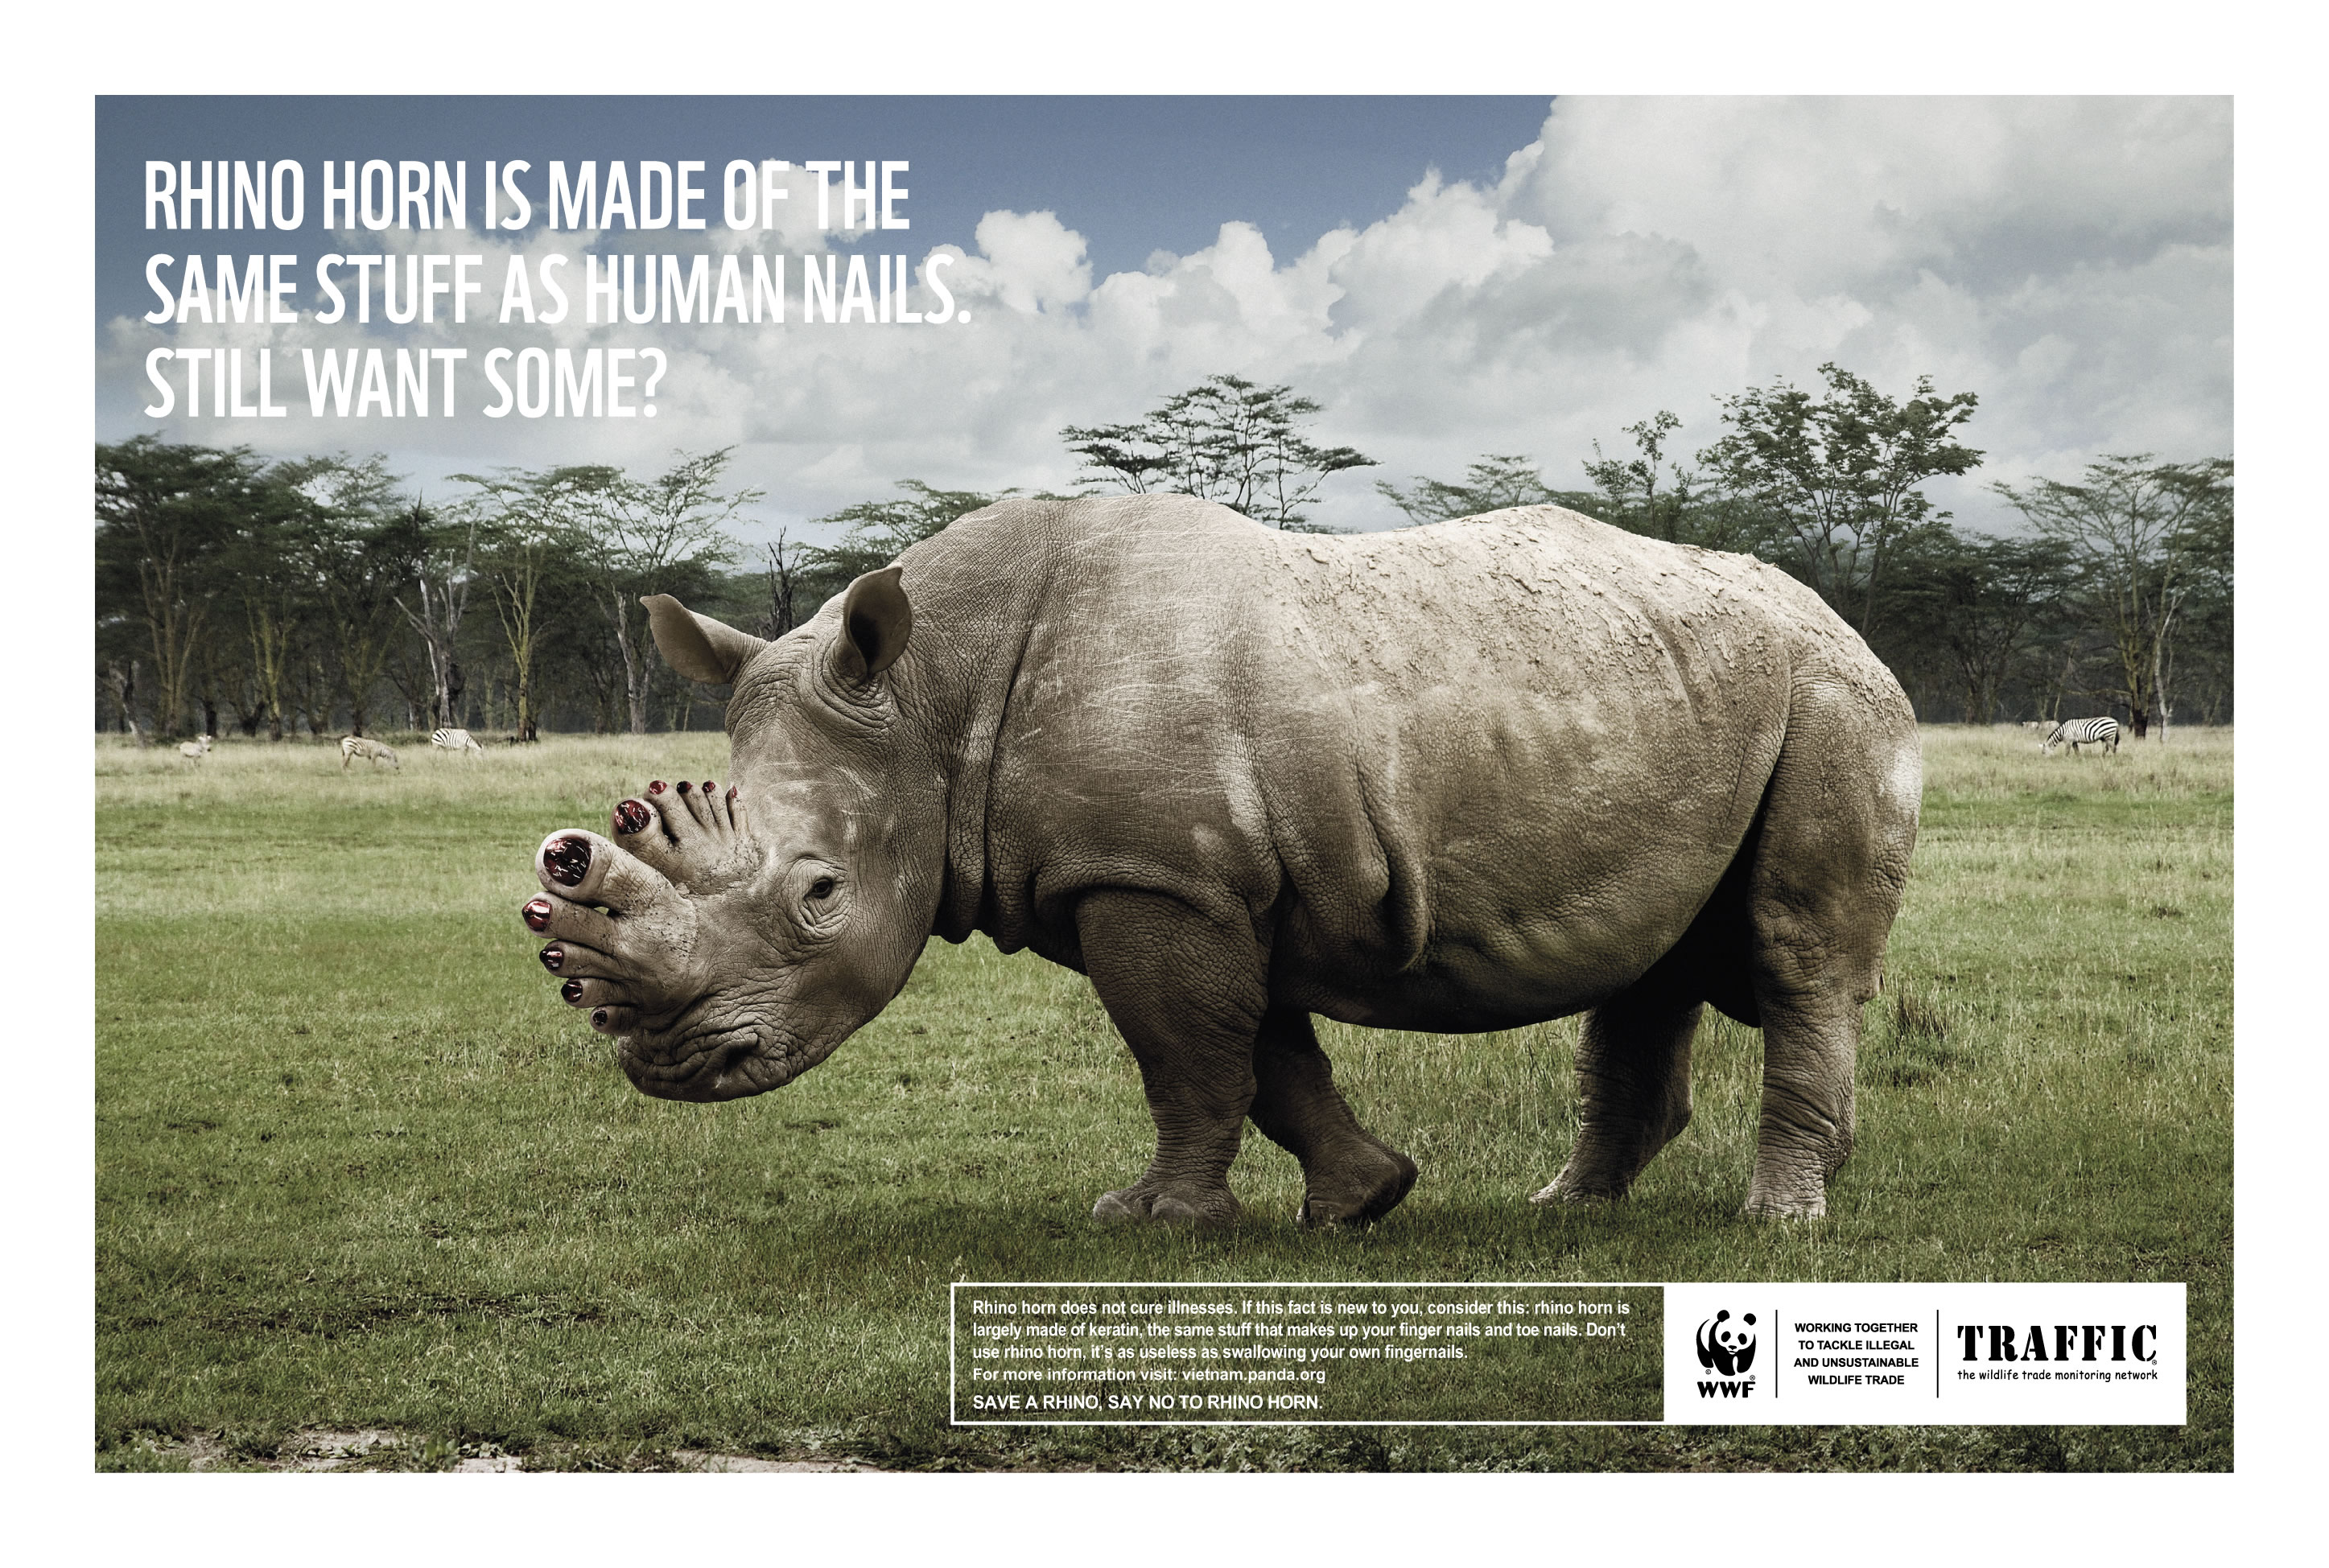 RHINO HORN IS MADE OF THE
SAME STUFF AS HUMAN NAILS.
STILL WANT SOME?
Rhino horn does not cure illnesses. If this fact is new to you, consider this: rhino horn is
largely made of keratin, the same stuff that makes up your finger nails and toe nails. Don't
use rhino horn, it's as useless as swallowing your own fingernails.
For more information visit: vietnam.panda.org
SAVE A RHINO, SAY NO TO RHINO HORN.
© ®
WWF
WORKING TOGETHER
TO TACKLE ILLEGAL
AND UNSUSTAINABLE
WILDLIFE TRADE
TRAFFIC®
the wildlife trade monitoring network